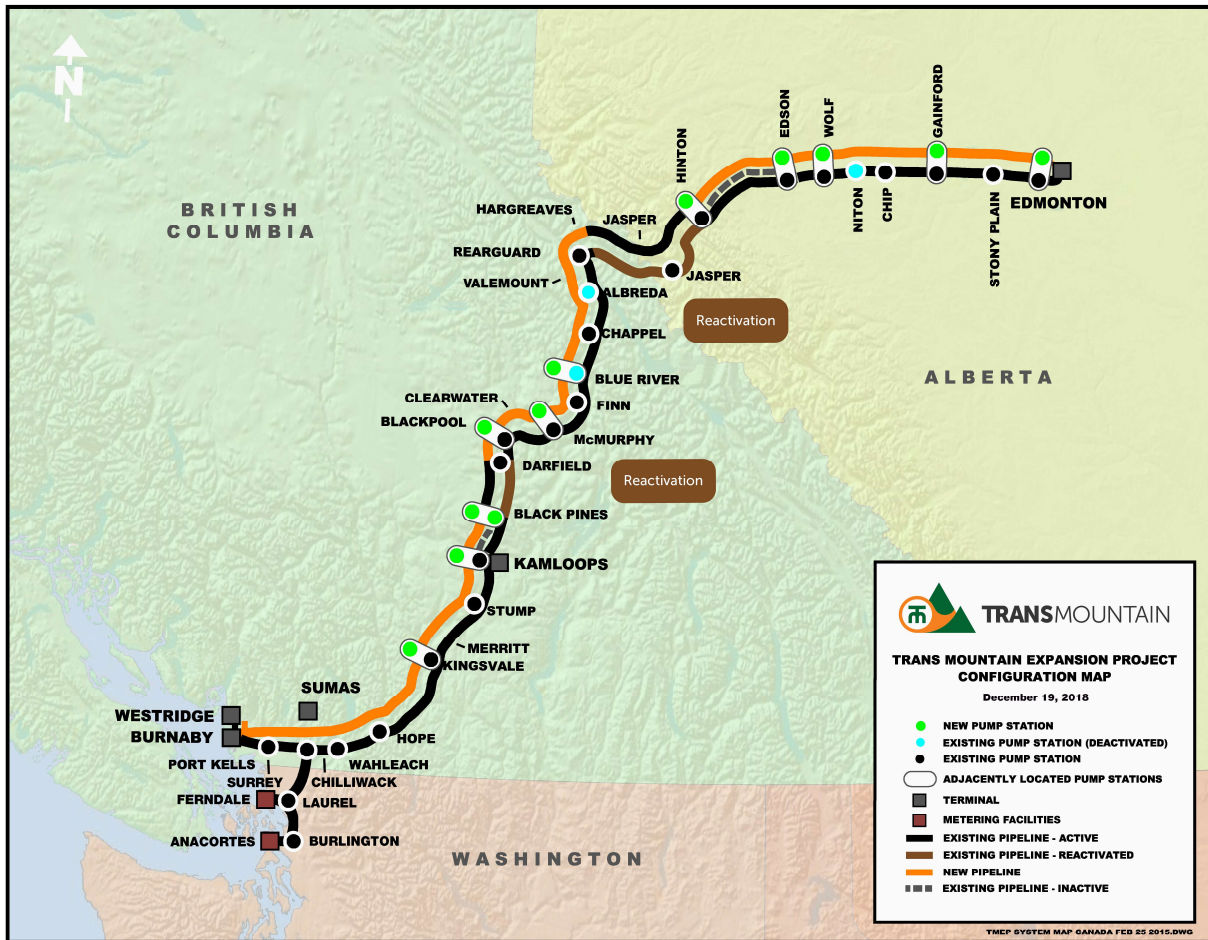 N
BRITISH
COLUMBIA
ALBERTA
WASHINGTON
HINTON
EDSON
WOLF
GAINFORD
NITON
CHIP
STONY PLAIN
EDMONTON
HARGREAVES
JASPER
REARGUARD
VALEMOUNT
JASPER
ALBREDA
Reactivation
CHAPPEL
BLUE RIVER
CLEARWATER
FINN
BLACKPOOL
McMURPHY
DARFIELD
Reactivation
BLACK PINES
KAMLOOPS
STUMP
MERRITT
KINGSVALE
SUMAS
WESTRIDGE
BURNABY
HOPE
PORT KELLS
WAHLEACH
SURREY
CHILLIWACK
FERNDALE
LAUREL
ANACORTES
BURLINGTON
TRANSMOUNTAIN
TRANS MOUNTAIN EXPANSION PROJECT
CONFIGURATION MAP
December 19, 2018
NEW PUMP STATION
EXISTING PUMP STATION (DEACTIVATED)
EXISTING PUMP STATION
ADJACENTLY LOCATED PUMP STATIONS
TERMINAL
METERING FACILITIES
EXISTING PIPELINE - ACTIVE
EXISTING PIPELINE - REACTIVATED
NEW PIPELINE
EXISTING PIPELINE - INACTIVE
TMEP SYSTEM MAP CANADA FEB 25 2015.DWG